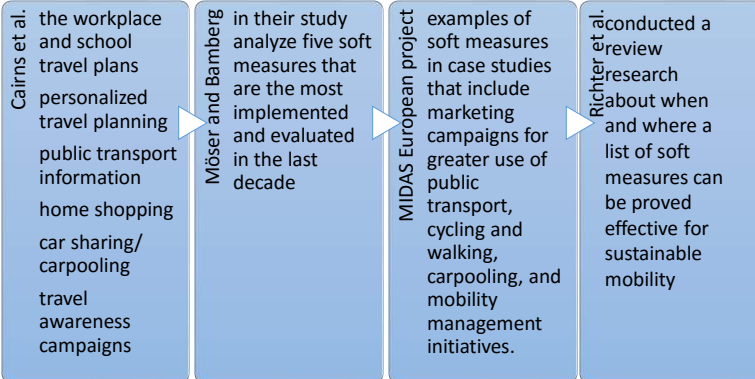 Cairns et al.
the workplace
and school
travel plans
personalized
travel planning
public transport
information
home shopping
car sharing/
carpooling
travel
awareness
campaigns
Möser and Bamberg
in their study
analyze five soft
measures that
are the most
implemented
and evaluated
in the last
decade
MIDAS European project
examples of
soft measures
in case studies
that include
marketing
campaigns for
greater use of
public
transport,
cycling and
walking,
carpooling, and
mobility
management
initiatives.
Richter et al.
conducted a
review
research
about when
and where a
list of soft
measures can
be proved
effective for
sustainable
mobility